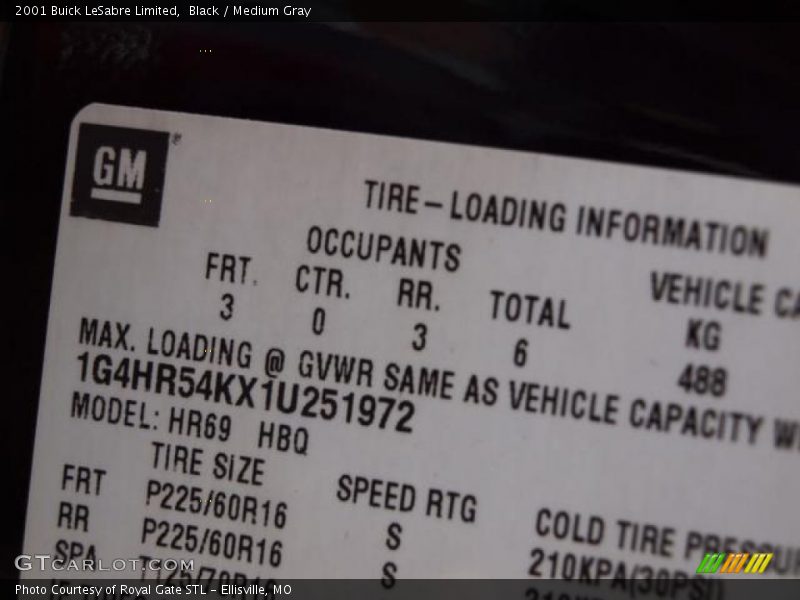 2001 Buick LeSabre Limited, Black / Medium Gray
GM
TIRE-LOADING INFORMATION
OCCUPANTS
VEHICLE
FRT. CTR. RR. TOTAL KG
3 0 3 6 488
MAX. LOADING @ GVWR SAME AS VEHICLE CAPACITY
1G4HR54KX1U251972
MODEL: HR69 HBQ
TIRE SIZE SPEED RTG COLD TIRE
FRT P225/60R16 S 210KPA(30PSI)
RR P225/60R16 S
SPA
GTCARLOT.COM
Photo Courtesy of Royal Gate STL - Ellisville, MO